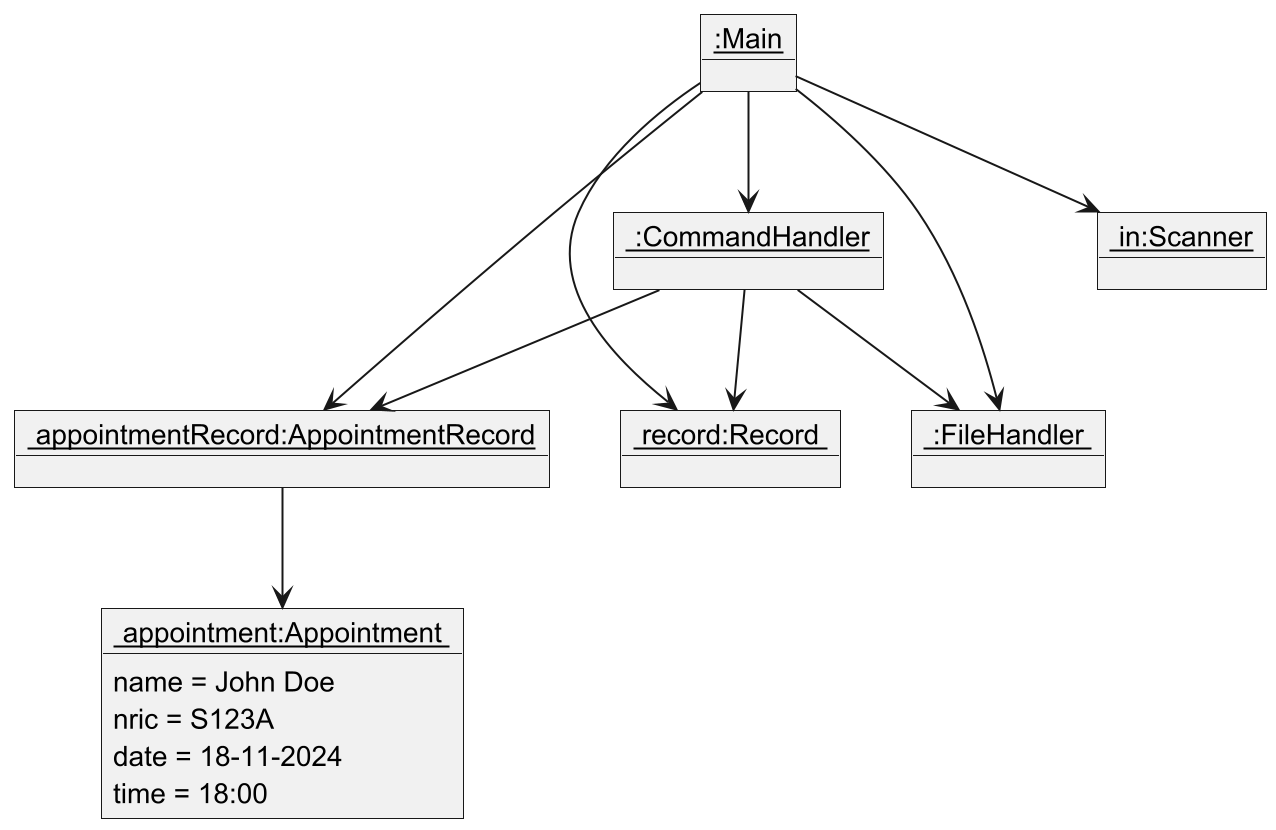 :Main
:CommandHandler
in:Scanner
appointmentRecord:AppointmentRecord
record:Record
:FileHandler
appointment:Appointment
name = John Doe
nric = S123A
date = 18-11-2024
time = 18:00